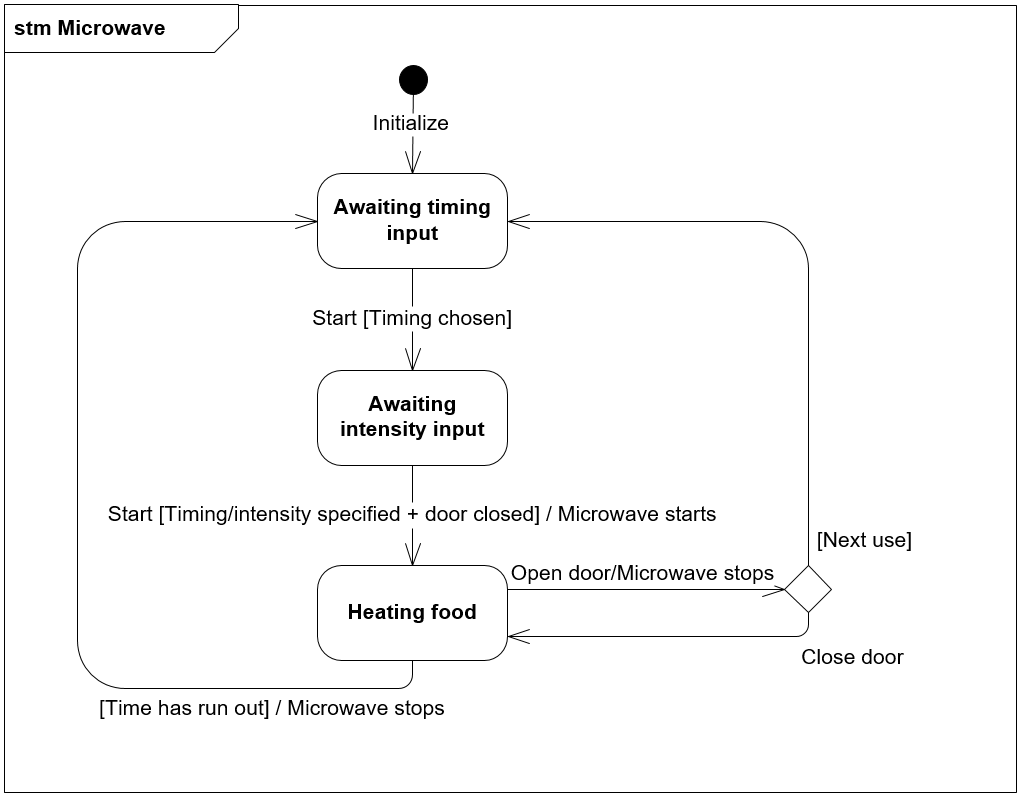 stm Microwave
Initialize
Awaiting timing
input
Start [Timing chosen]
Awaiting
intensity input
Start [Timing/intensity specified + door closed] / Microwave starts
[Next use]
Open door/Microwave stops
Heating food
Close door
[Time has run out] / Microwave stops